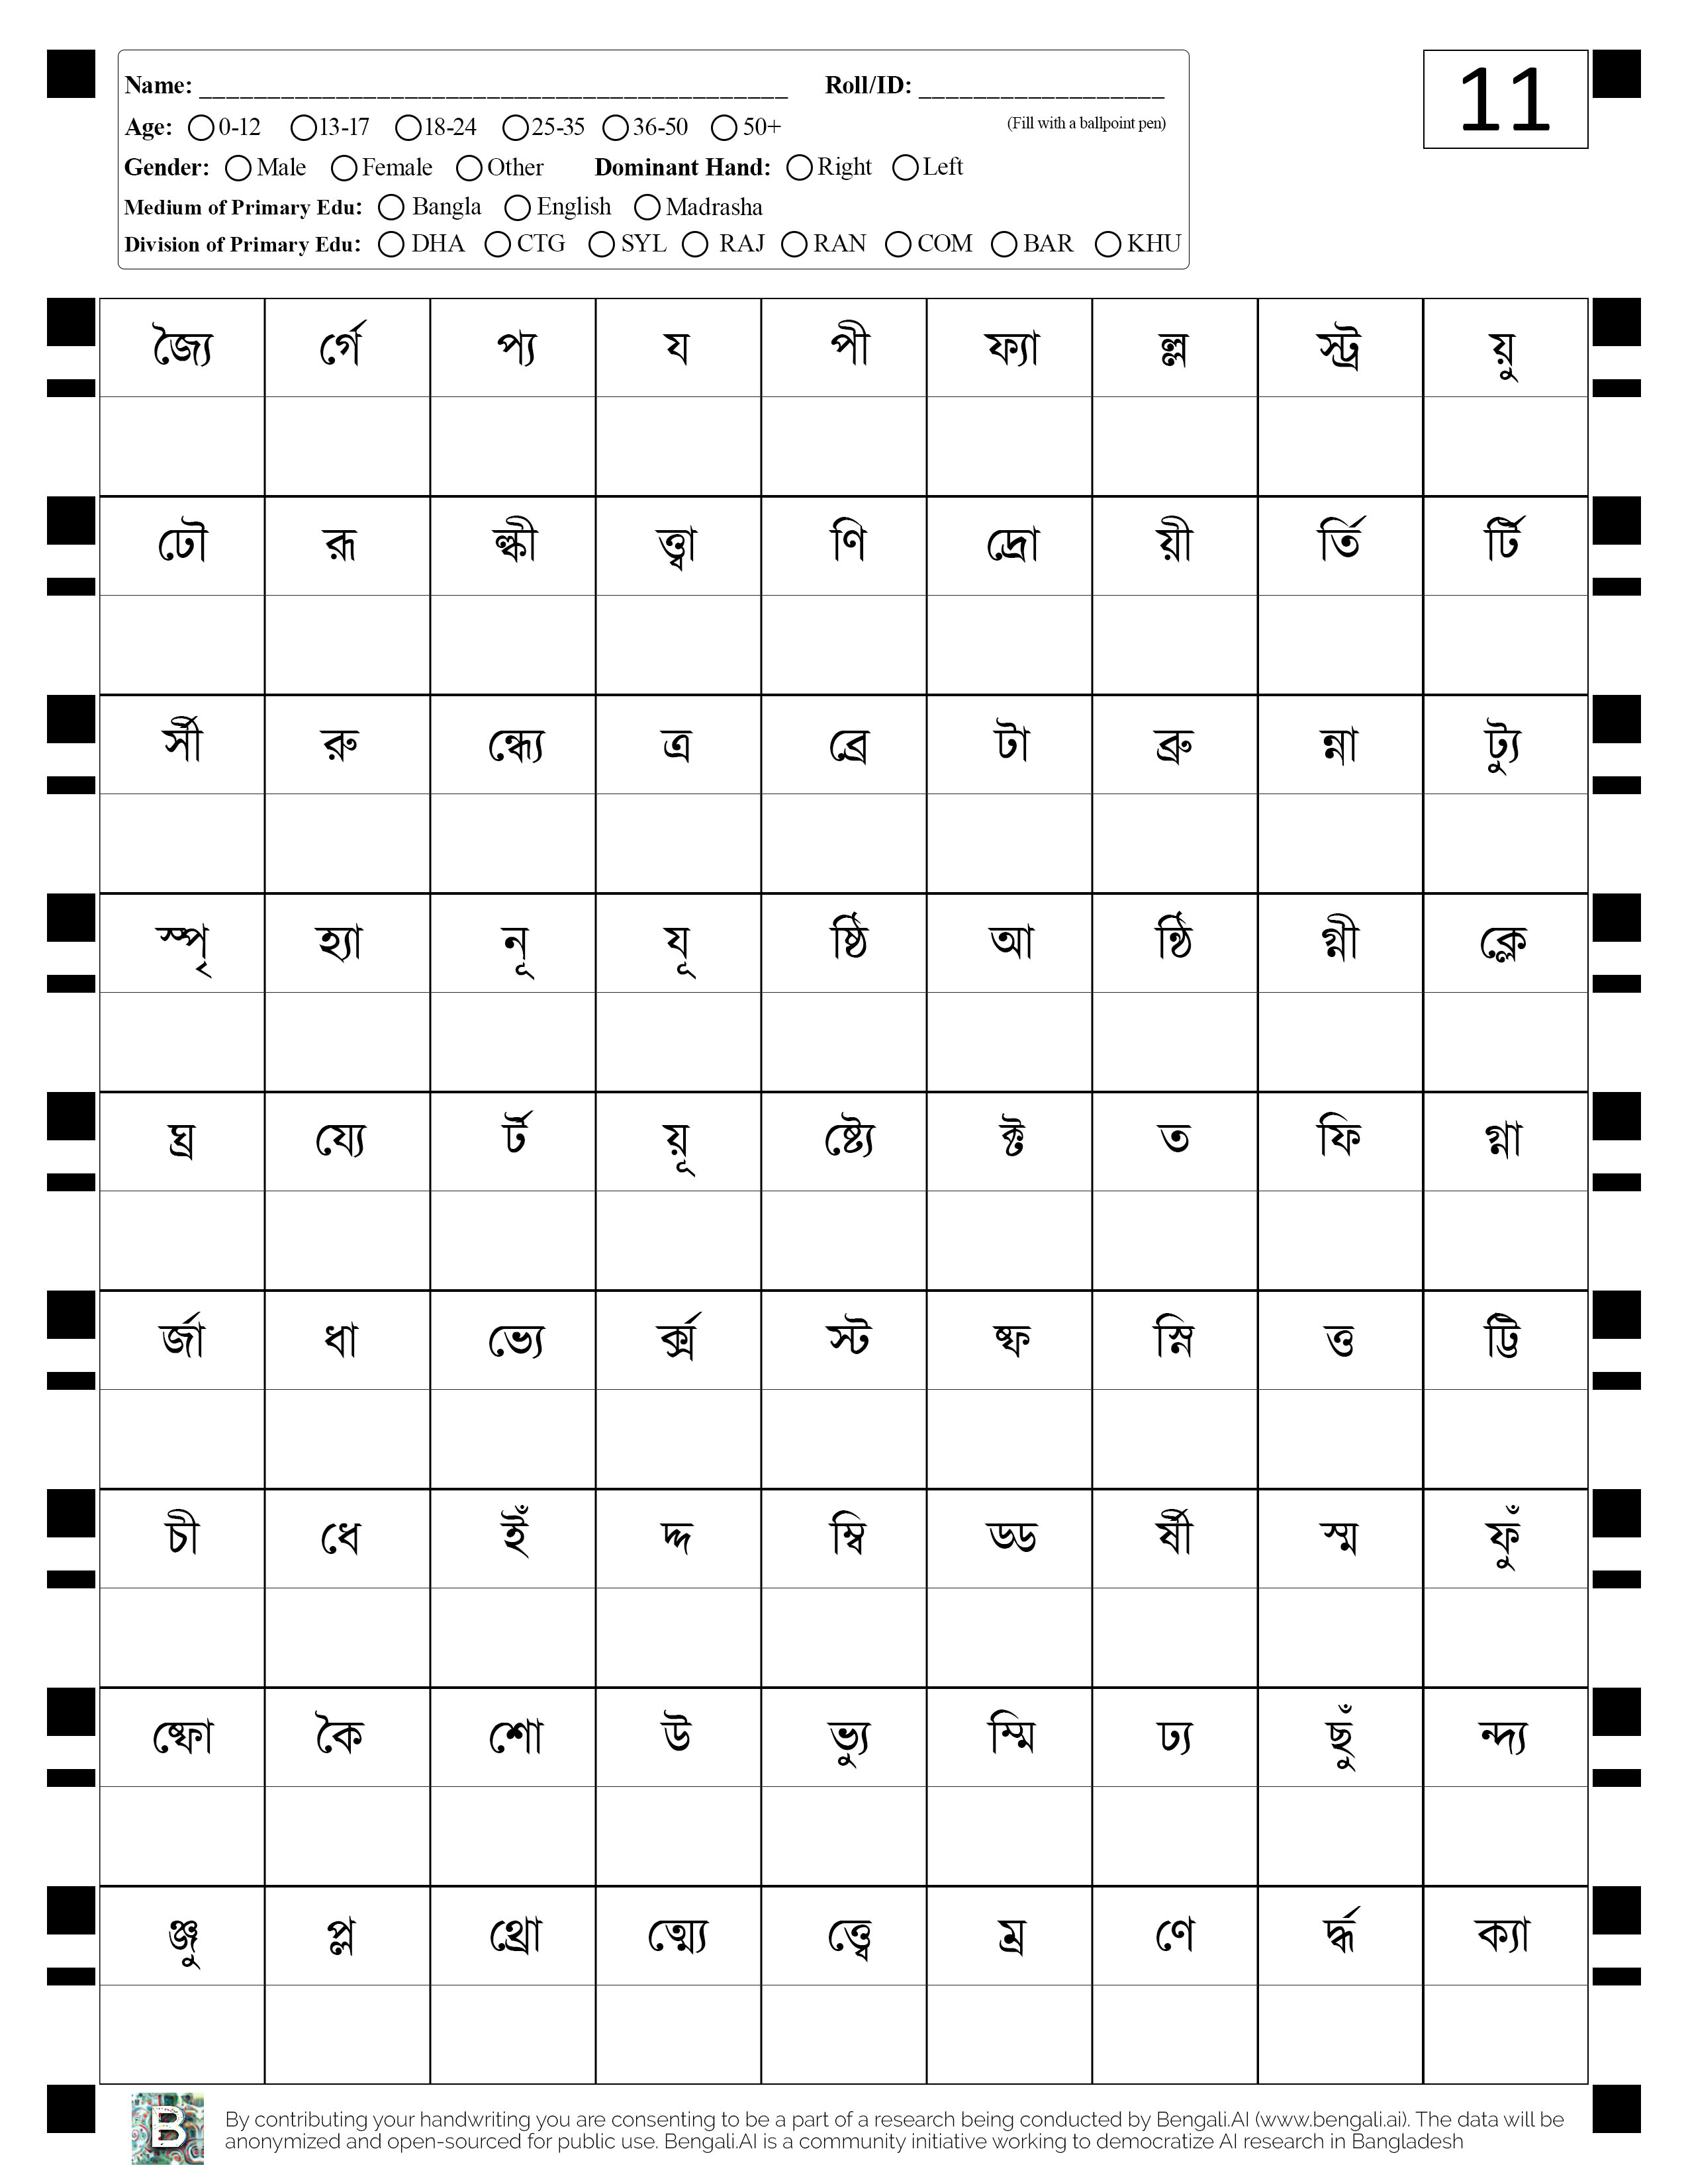 Name: ___________________________________________ Roll/ID: __________________
11
Age: 0-12 13-17 18-24 25-35 36-50 50+ (Fill with a ballpoint pen)
Gender: Male Female Other Dominant Hand: Right Left
Medium of Primary Edu: Bangla English Madrasha
Division of Primary Edu: DHA CTG SYL RAJ RAN COM BAR KHU
জ্যৈ র্গে প্য য পী ফ্যা ল্ল স্ট্র য়ু
ঢৌ রূ ল্কী ত্ত্বা ণি দ্রো য়ী র্তি র্টি
র্সী রু ন্ধ্যে ত্র ব্রে টা ব্রু ন্না ট্যু
স্পৃ হ্যা নূ যূ ষ্ঠি আ ন্ঠি গ্নী ক্লে
ঘ্র য্যে র্ট য়ূ ষ্ট্যে ক্ট ত ফি গ্না
র্জা ধা ভ্যে র্ক্স স্ট ষ্ফ স্নি ত্ত ট্টি
চী ধে ইঁ দ্দ ম্বি ড্ড র্ষী স্ম ফুঁ
ষ্ফো কৈ শো উ ভ্যু ম্মি ঢ্য ছুঁ ন্দ্য
ঞ্জু প্ল থ্রো ত্ম্যে ত্ত্বে ম্র ণে র্দ্ধ ক্যা
B
By contributing your handwriting you are consenting to be a part of a research being conducted by Bengali.AI (www.bengali.ai). The data will be
anonymized and open-sourced for public use. Bengali.AI is a community initiative working to democratize AI research in Bangladesh